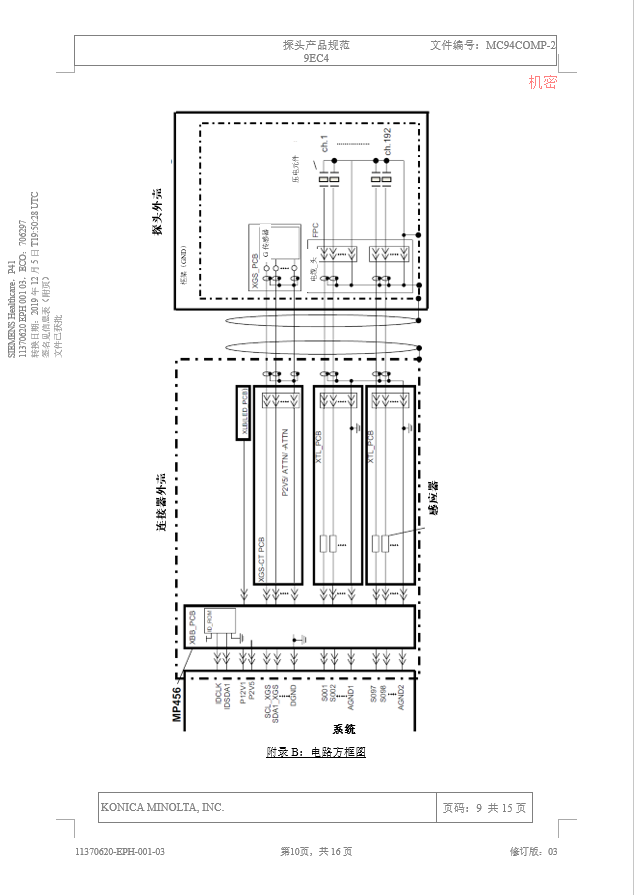 探头产品规范
文件编号：MC94COMP-2
9EC4
机密
SIEMENS Healthcare，P41
11370620 EPH 001 03，ECO：706297
转换日期：2019 年 12 月 5 日 T19:50:28 UTC
签名见信息表（附页）
文件已获批
探头外壳
框架（GND）
XGS_PCB
G 传感器
压电元件
ch.1
ch.192
FPC
电缆
头
连接器外壳
XLB(LED_PCB)
P2V5/ ATTN/ -ATTN
XGS-CT PCB
XTL_PCB
XTL_PCB
感应器
XBB_PCB
ID_ROM
MP456
IDCLK
IDSDA1
P12V1
P2V5
SCL_XGS
SDA1_XGS
DGND
S001
S002
AGND1
S097
S098
AGND2
系统
附录 B：电路方框图
KONICA MINOLTA, INC.
页码：9 共 15 页
11370620-EPH-001-03
第10页，共 16 页
修订版：03